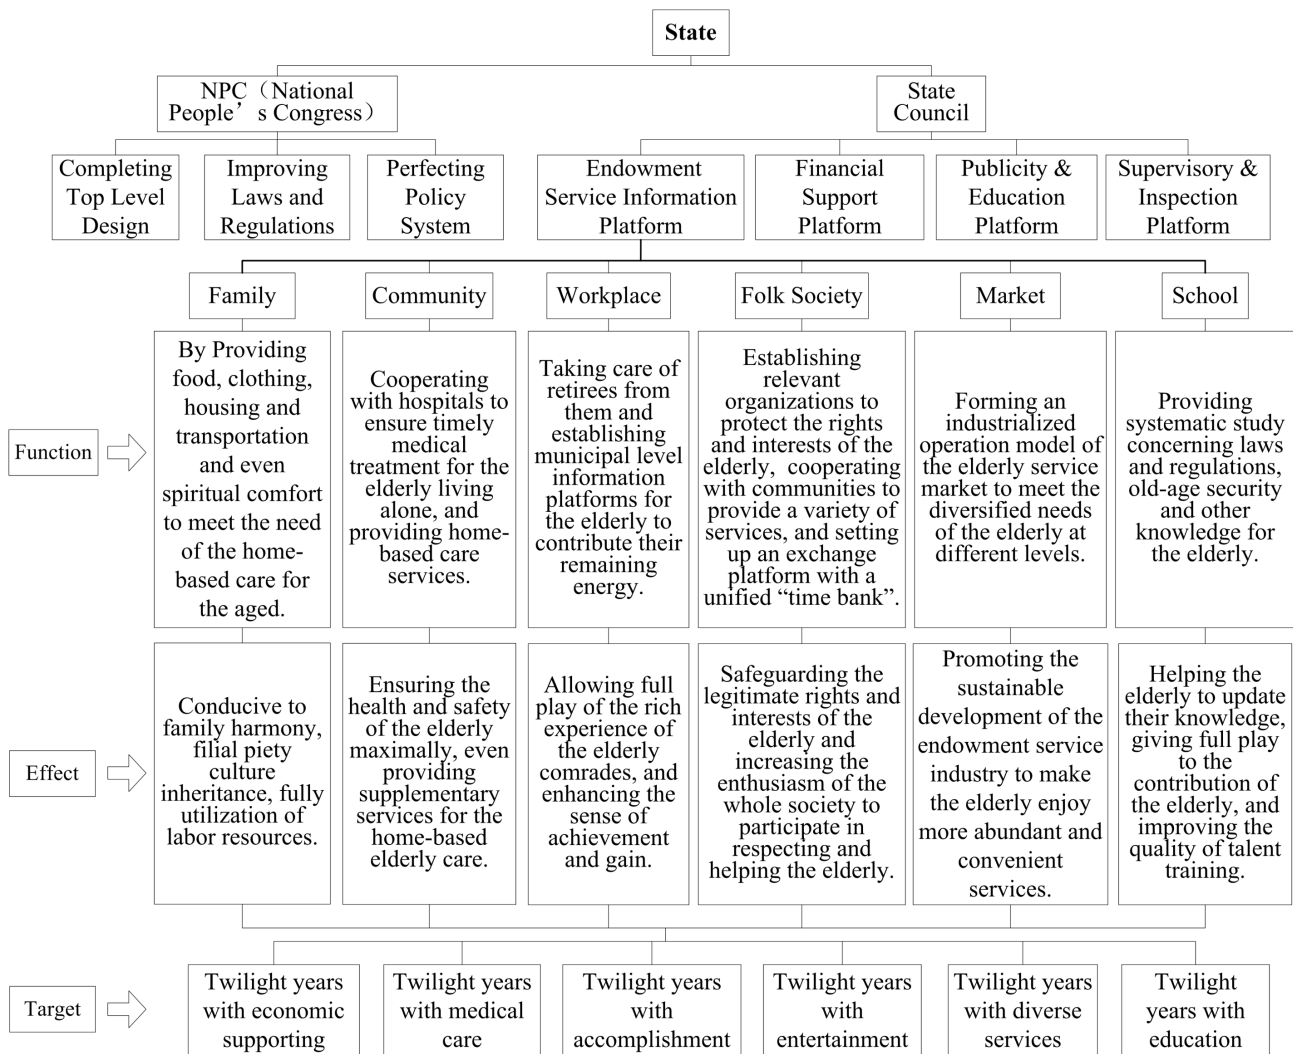 State
NPC（National
People’s Congress）
State
Council
Completing
Top Level
Design
Improving
Laws and
Regulations
Perfecting
Policy
System
Endowment
Service Information
Platform
Financial
Support
Platform
Publicity &
Education
Platform
Supervisory &
Inspection
Platform
Family
Community
Workplace
Folk Society
Market
School
Function
By Providing
food, clothing,
housing and
transportation
and even
spiritual comfort
to meet the need
of the home-
based care for
the aged.
Cooperating
with hospitals to
ensure timely
medical
treatment for the
elderly living
alone, and
providing home-
based care
services.
Taking care of
retirees from
them and
establishing
municipal level
information
platforms for
the elderly to
contribute their
remaining
energy.
Establishing
relevant
organizations to
protect the rights
and interests of the
elderly, cooperating
with communities to
provide a variety of
services, and setting
up an exchange
platform with a
unified “time bank”.
Forming an
industrialized
operation model of
the elderly service
market to meet the
diversified needs
of the elderly at
different levels.
Providing
systematic study
concerning laws
and regulations,
old-age security
and other
knowledge for
the elderly.
Effect
Conducive to
family harmony,
filial piety
culture
inheritance, fully
utilization of
labor resources.
Ensuring the
health and safety
of the elderly
maximally, even
providing
supplementary
services for the
home-based
elderly care.
Allowing full
play of the rich
experience of
the elderly
comrades, and
enhancing the
sense of
achievement
and gain.
Safeguarding the
legitimate rights and
interests of the
elderly and
increasing the
enthusiasm of the
whole society to
participate in
respecting and
helping the elderly.
Promoting the
sustainable
development of the
endowment service
industry to make
the elderly enjoy
more abundant and
convenient
services.
Helping the
elderly to update
their knowledge,
giving full play
to the
contribution of
the elderly, and
improving the
quality of talent
training.
Target
Twilight years
with economic
supporting
Twilight years
with medical
care
Twilight years
with
accomplishment
Twilight years
with
entertainment
Twilight years
with diverse
services
Twilight
years with
education